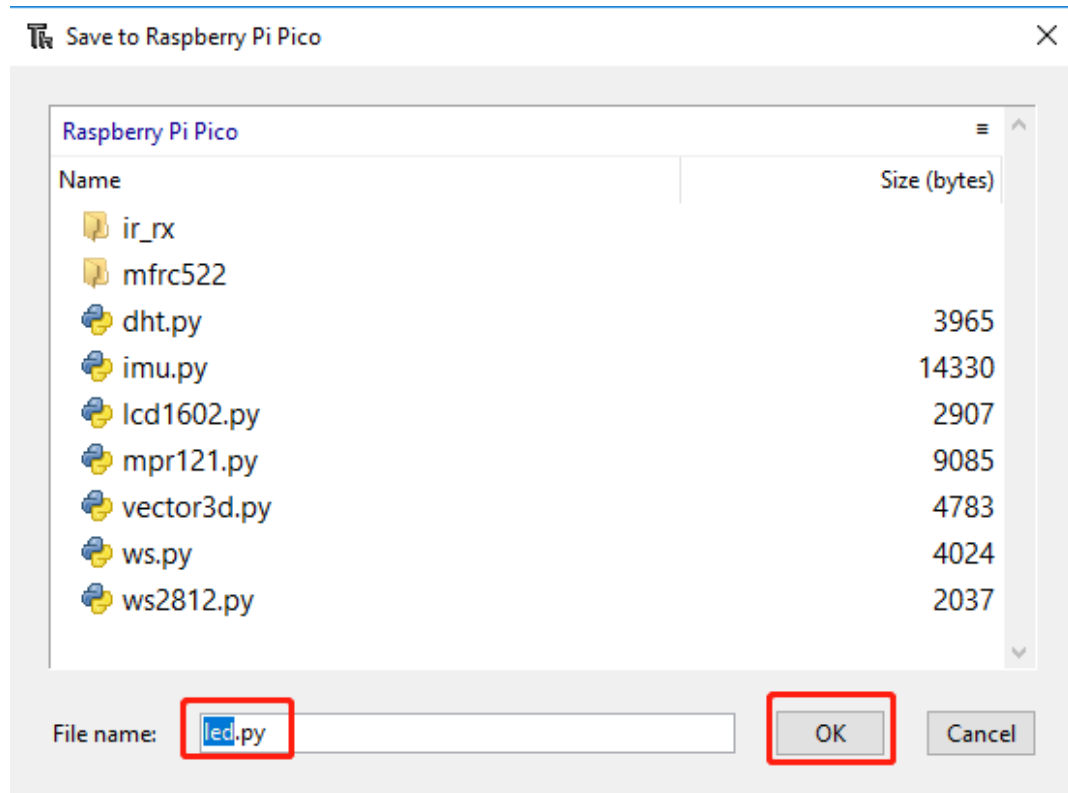 Save to Raspberry Pi Pico
Raspberry Pi Pico
Name Size (bytes)
ir_rx
mfrc522
dht.py 3965
imu.py 14330
lcd1602.py 2907
mpr121.py 9085
vector3d.py 4783
ws.py 4024
ws2812.py 2037
File name: led.py OK Cancel